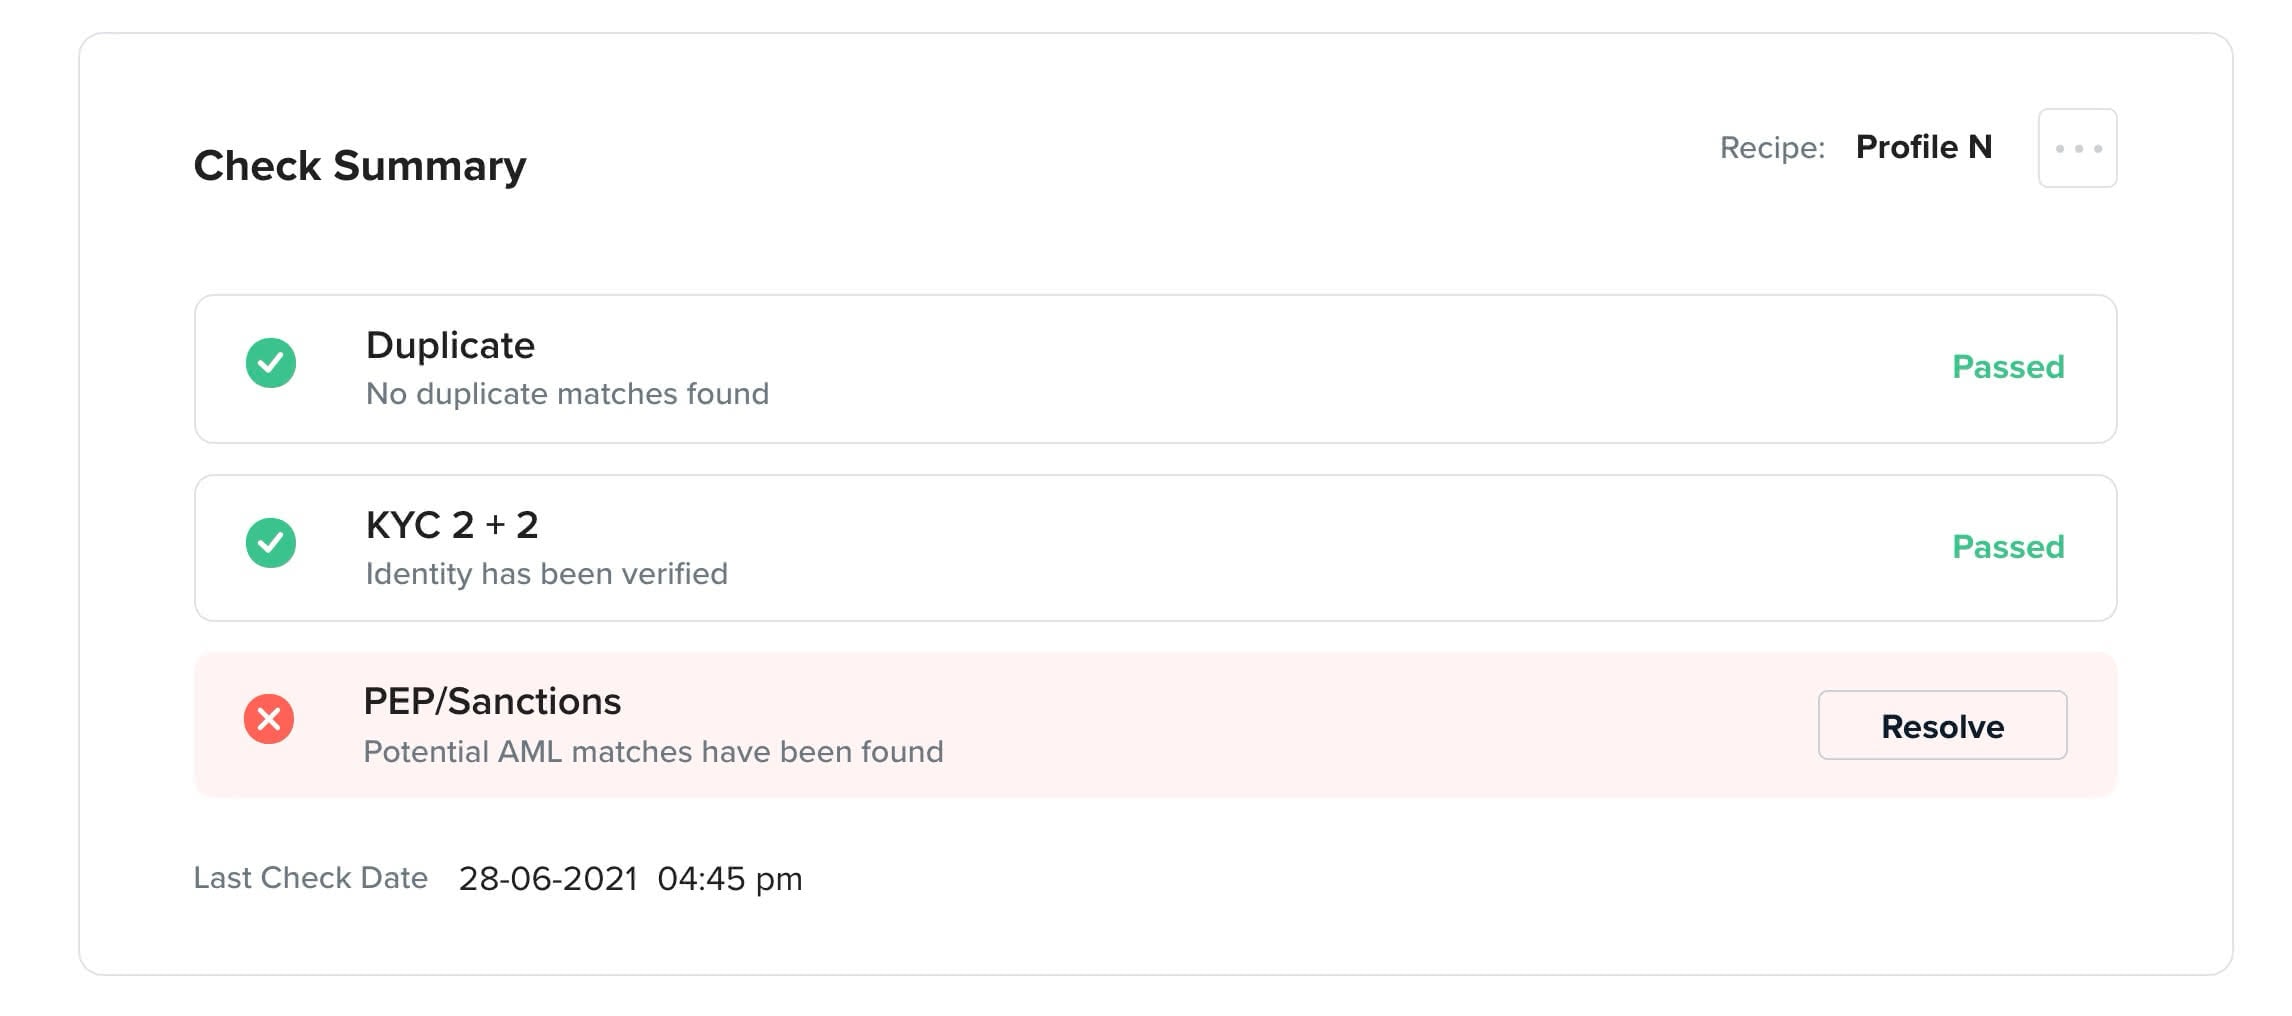 Check Summary
Recipe: Profile N
Duplicate
No duplicate matches found
Passed
KYC 2 + 2
Identity has been verified
Passed
PEP/Sanctions
Potential AML matches have been found
Resolve
Last Check Date 28-06-2021 04:45 pm